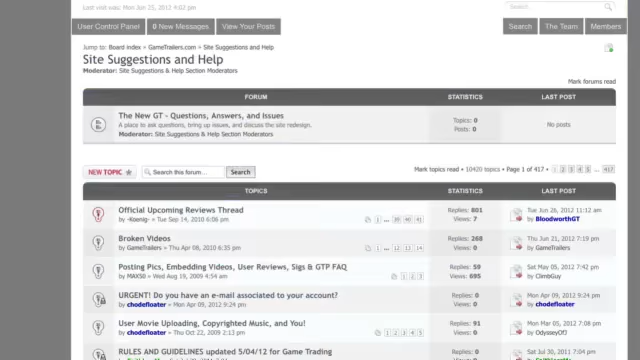 Last visit was: Mon Jun 25, 2012 4:02 pm
Search…
User Control Panel
0 New Messages
View Your Posts
Search
The Team
Members
Jump to: Board index » GameTrailers.com » Site Suggestions and Help
Site Suggestions and Help
Moderator: Site Suggestions & Help Section Moderators
Mark forums read
FORUM STATISTICS LAST POST
The New GT - Questions, Answers, and Issues
A place to ask questions, bring up issues, and discuss the site redesign.
Moderator: Site Suggestions & Help Section Moderators
Topics: 0
Posts: 0
No posts
NEW TOPIC
Search this forum…
Search
Mark topics read • 10420 topics • Page 1 of 417 • 1 2 3 4 5 ... 417
TOPICS STATISTICS LAST POST
Official Upcoming Reviews Thread
by -Koenig- » Tue Sep 14, 2010 6:06 pm
1 ... 39 40 41
Replies: 801
Views: 7
Tue Jun 26, 2012 11:12 am
by BloodworthGT
Broken Videos
by GameTrailers » Thu Apr 08, 2010 6:35 pm
1 ... 12 13 14
Replies: 268
Views: 0
Thu Jun 21, 2012 7:19 pm
by GameTrailers
Posting Pics, Embedding Videos, User Reviews, Sigs & GTP FAQ
by MAX50 » Wed Aug 19, 2009 4:54 am
1 2 3
Replies: 59
Views: 695
Sat May 05, 2012 7:42 pm
by ClimbGuy
URGENT! Do you have an e-mail associated to your account?
by chodefloater » Mon Apr 09, 2012 9:24 pm
Replies: 0
Views: 0
Mon Apr 09, 2012 9:24 pm
by chodefloater
User Movie Uploading, Copyrighted Music, and You!
by chodefloater » Thu Oct 22, 2009 2:13 pm
1 2 3 4 5
Replies: 91
Views: 0
Mon Mar 05, 2012 7:08 pm
by OdysseyOfI
RULES AND GUIDELINES updated 5/04/12 for Game Trading
Replies: 0
Sat Jul 30, 2011 7:04 pm